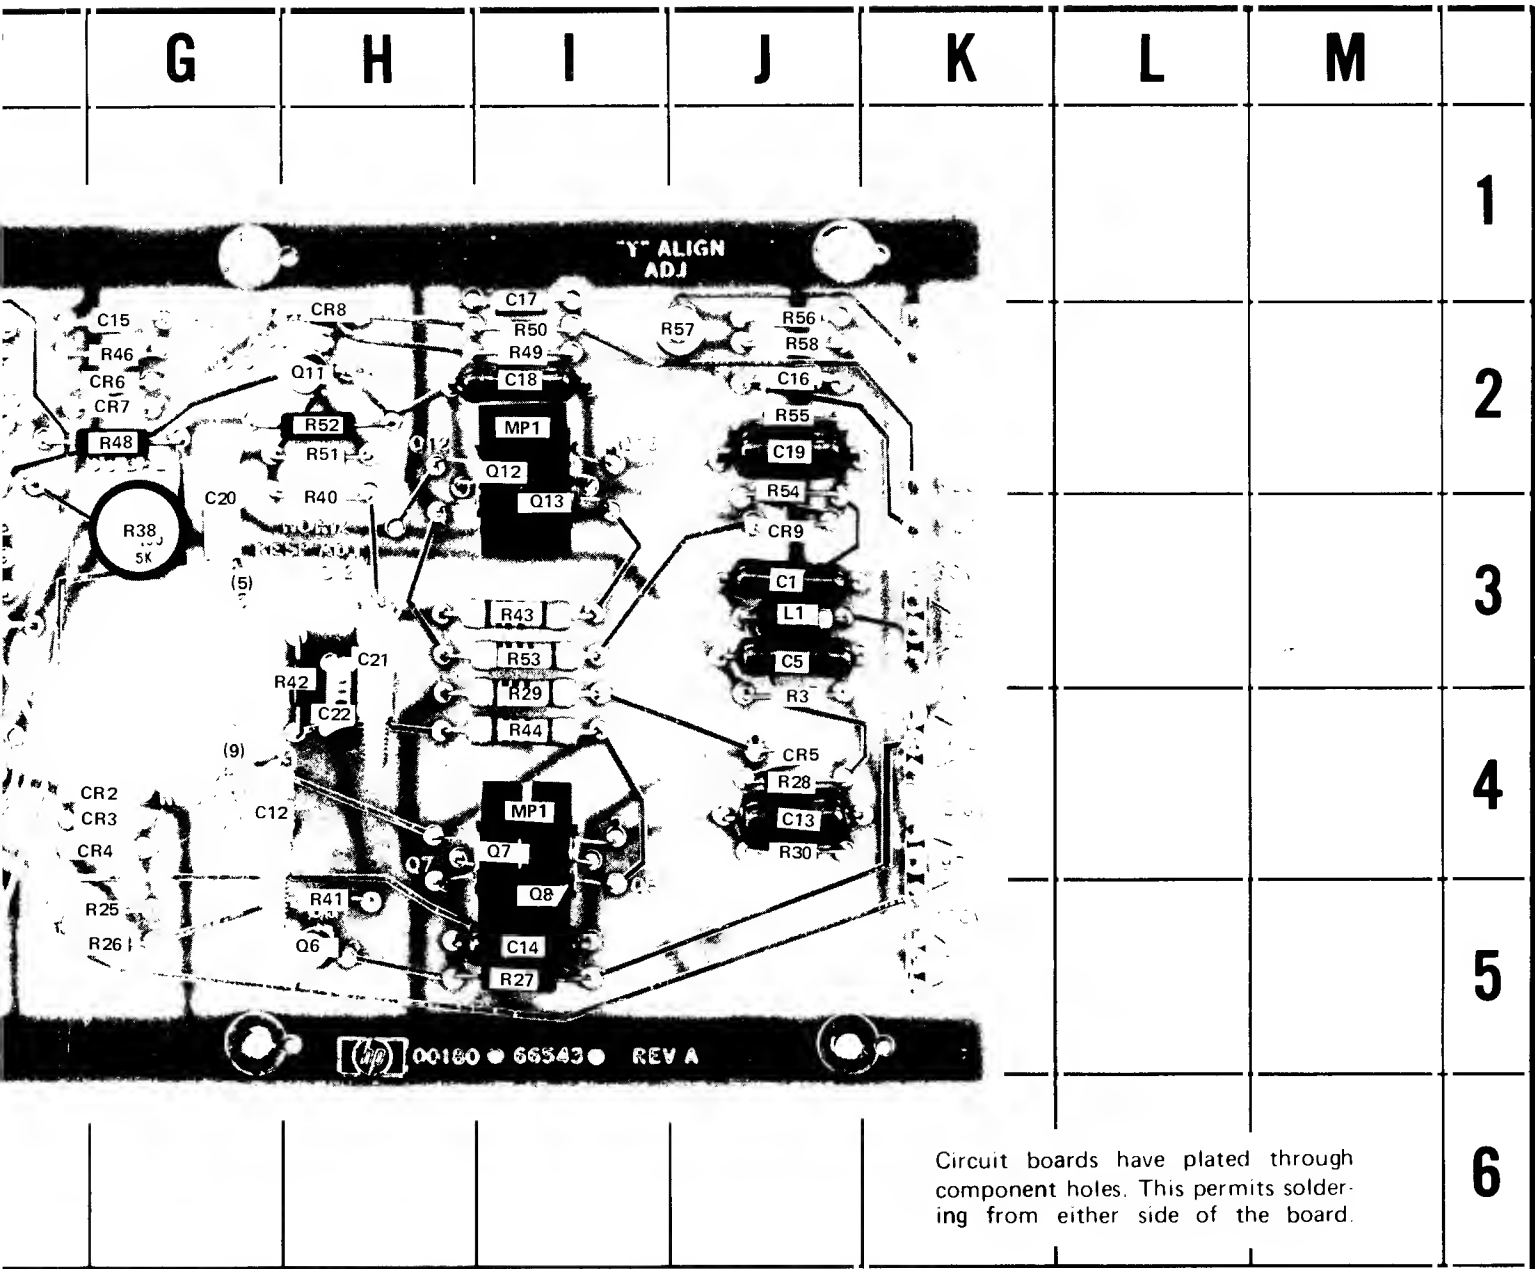 G H I J K L M
1
"Y" ALIGN
ADJ
C17
CR8
C15 R50 R57 R56
R46 R49 R58
Q11 C18 C16 2
CR6
CR7 R52 MP1 R55
R48 R51 Q12 C19
Q12
C20 R40 Q13 R54
R38 CR9
5K
(5) C1 3
R43 L1
C21 R53 C5
R42 R29 R3
C22 R44
(9) CR5
R28 4
CR2 C12 MP1 C13
CR3
CR4 Q7 Q7 R30
R41 Q8
R25
R26 Q6 C14
R27 5
hp 00180 66543 REV A
Circuit boards have plated through
component holes. This permits solder-
ing from either side of the board.
6